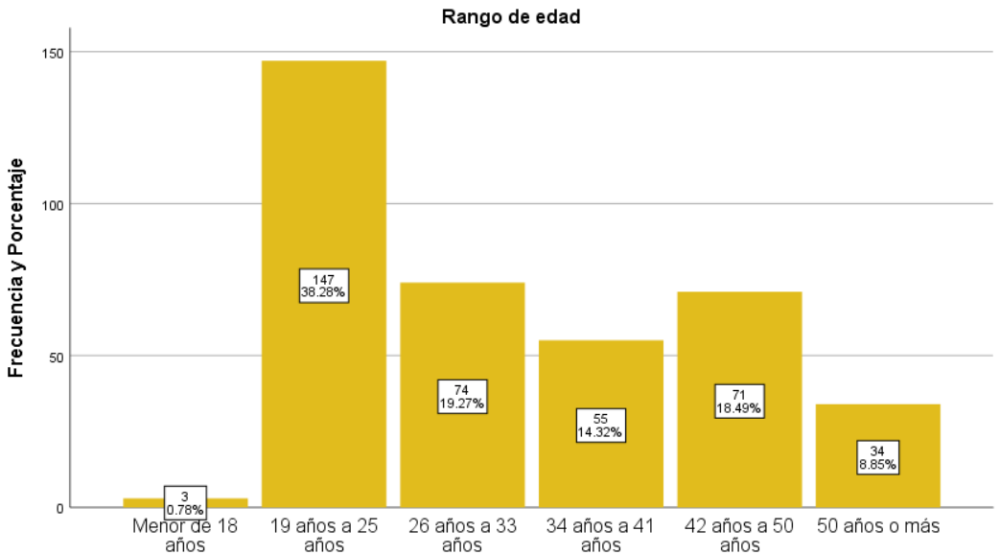 Rango de edad
Frecuencia y Porcentaje
150
100
50
0
3
0.78%
147
38.28%
74
19.27%
55
14.32%
71
18.49%
34
8.85%
Menor de 18
años
19 años a 25
años
26 años a 33
años
34 años a 41
años
42 años a 50
años
50 años o más